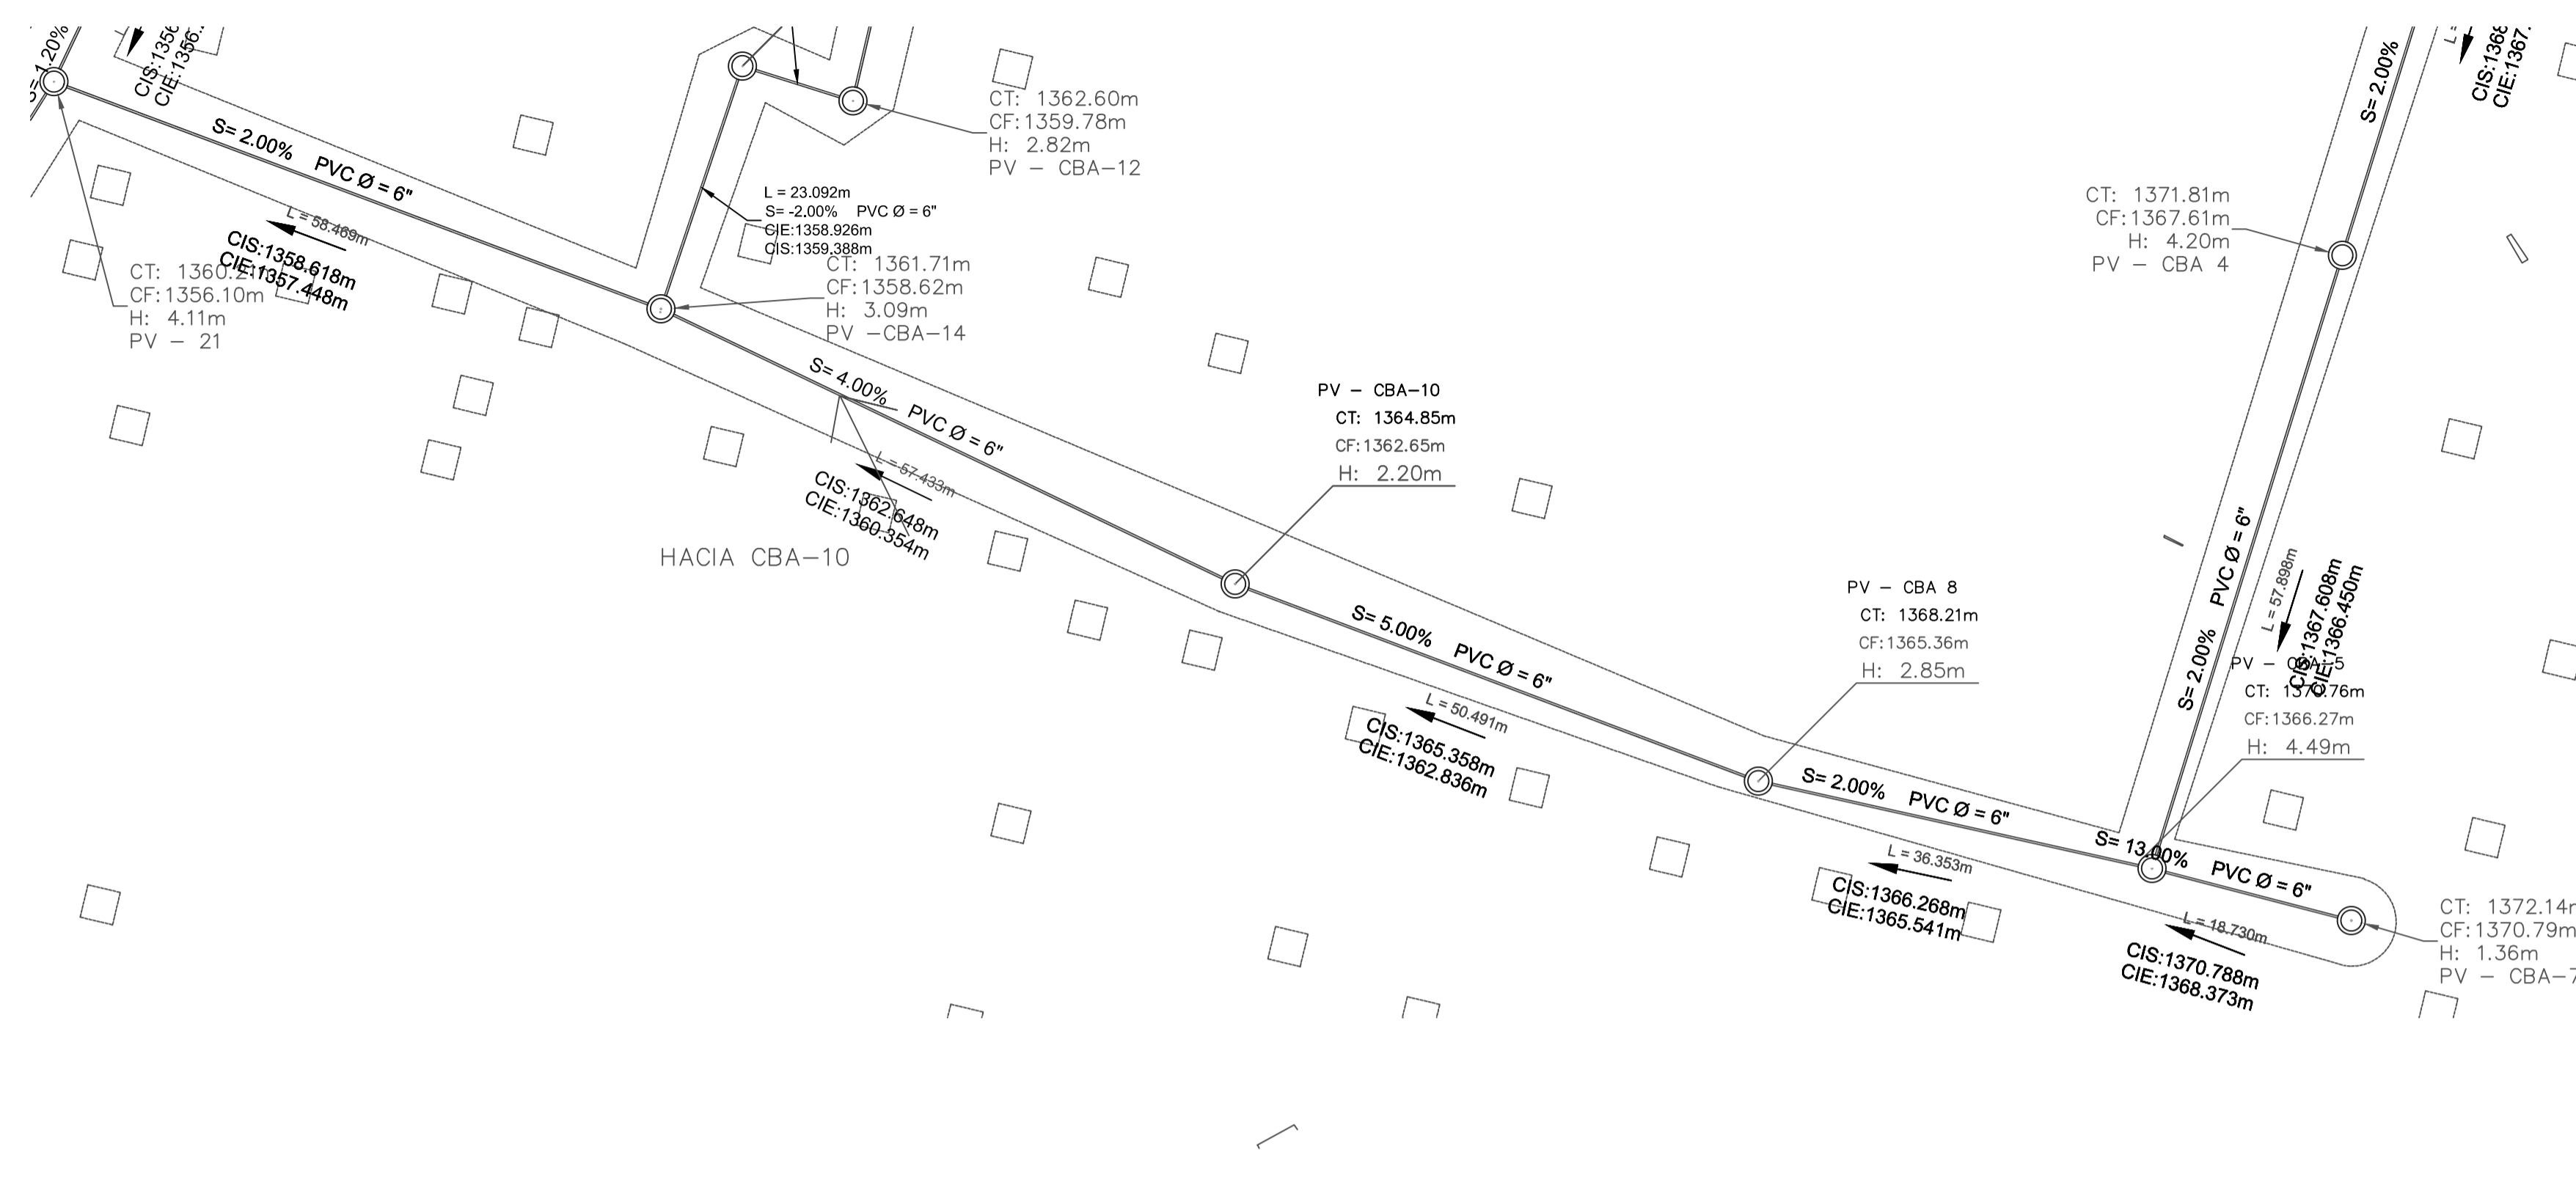 S= 2.00%    PVC Ø = 6"
L = 58.469m
CIS:1358.618m
CIE:1357.448m
CF:1356.10m
H:  4.11m
PV – 21
CT:  1362.60m
CF:1359.78m
H:  2.82m
PV – CBA–12
L = 23.092m
S= -2.00%    PVC Ø = 6"
CIE:1358.926m
CIS:1359.388m
CT:  1361.71m
CF:1358.62m
H:  3.09m
PV –CBA–14
S= 4.00%    PVC Ø = 6"
L = 57.433m
CIS:1362.648m
CIE:1360.354m
HACIA CBA–10
PV – CBA–10
CT: 1364.85m
CF:1362.65m
H:  2.20m
S= 5.00%    PVC Ø = 6"
L = 50.491m
CIS:1365.358m
CIE:1362.836m
PV – CBA 8
CT: 1368.21m
CF:1365.36m
H:  2.85m
S= 2.00%    PVC Ø = 6"
L = 36.353m
CIS:1366.268m
CIE:1365.541m
S= 2.00%
CT:  1371.81m
CF:1367.61m
H:  4.20m
PV – CBA 4
S= 2.00%    PVC Ø = 6"
L = 57.898m
CIS:1367.608m
CIE:1366.450m
CF:1366.27m
H:  4.49m
S= 13.00%    PVC Ø = 6"
L = 18.730m
CIS:1370.788m
CIE:1368.373m
CT:  1372.14m
CF:1370.79m
H:  1.36m
PV – CBA–7